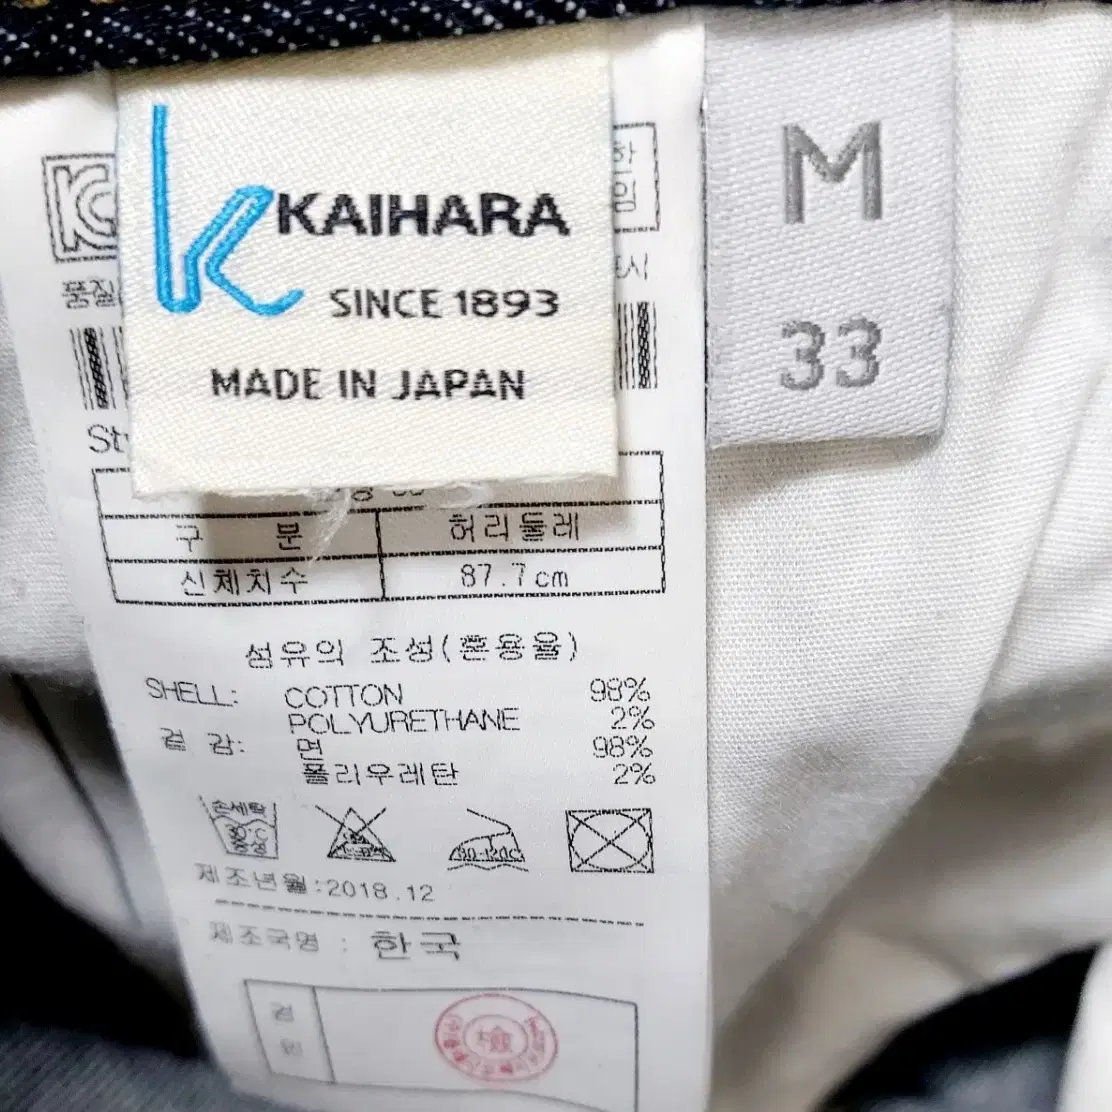 KAIHARA
SINCE 1893
MADE IN JAPAN
M
33
품질
구 분 허리둘레
신체치수 87.7cm
섬유의 조성(혼용율)
SHELL: COTTON 98%
POLYURETHANE 2%
겉 감: 면 98%
폴리우레탄 2%
손세탁
제조년월:2018.12
제조국명 : 한국